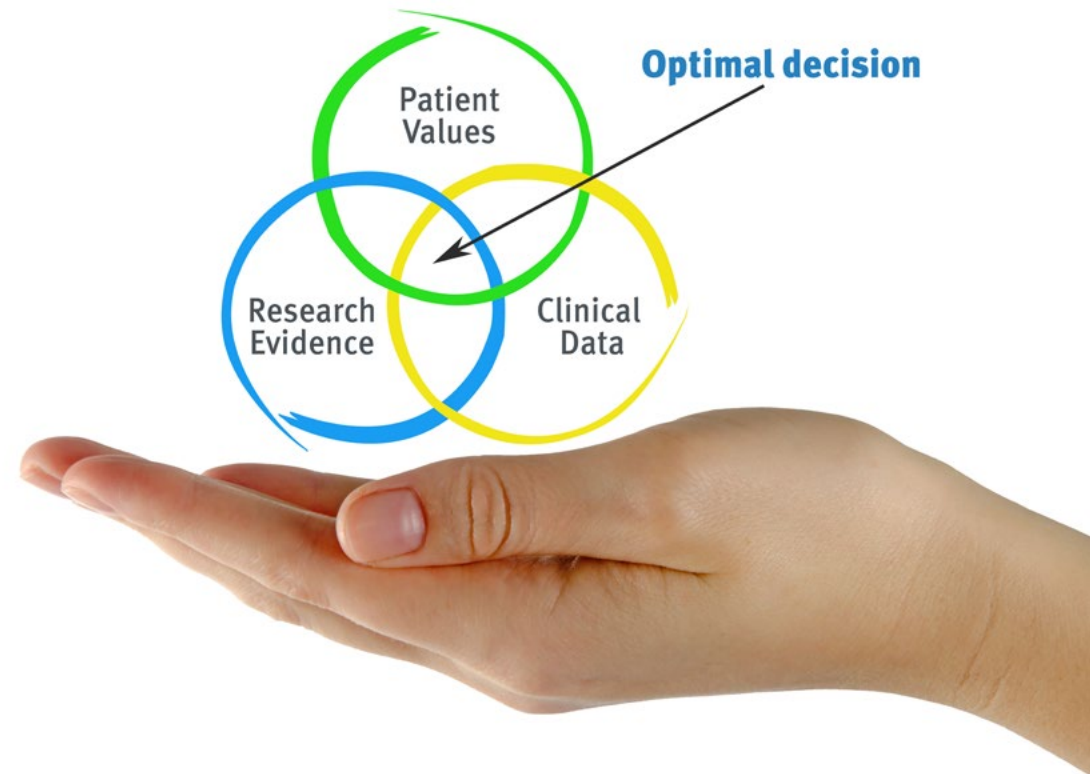 Optimal decision
Patient
Values
Research
Evidence
Clinical
Data